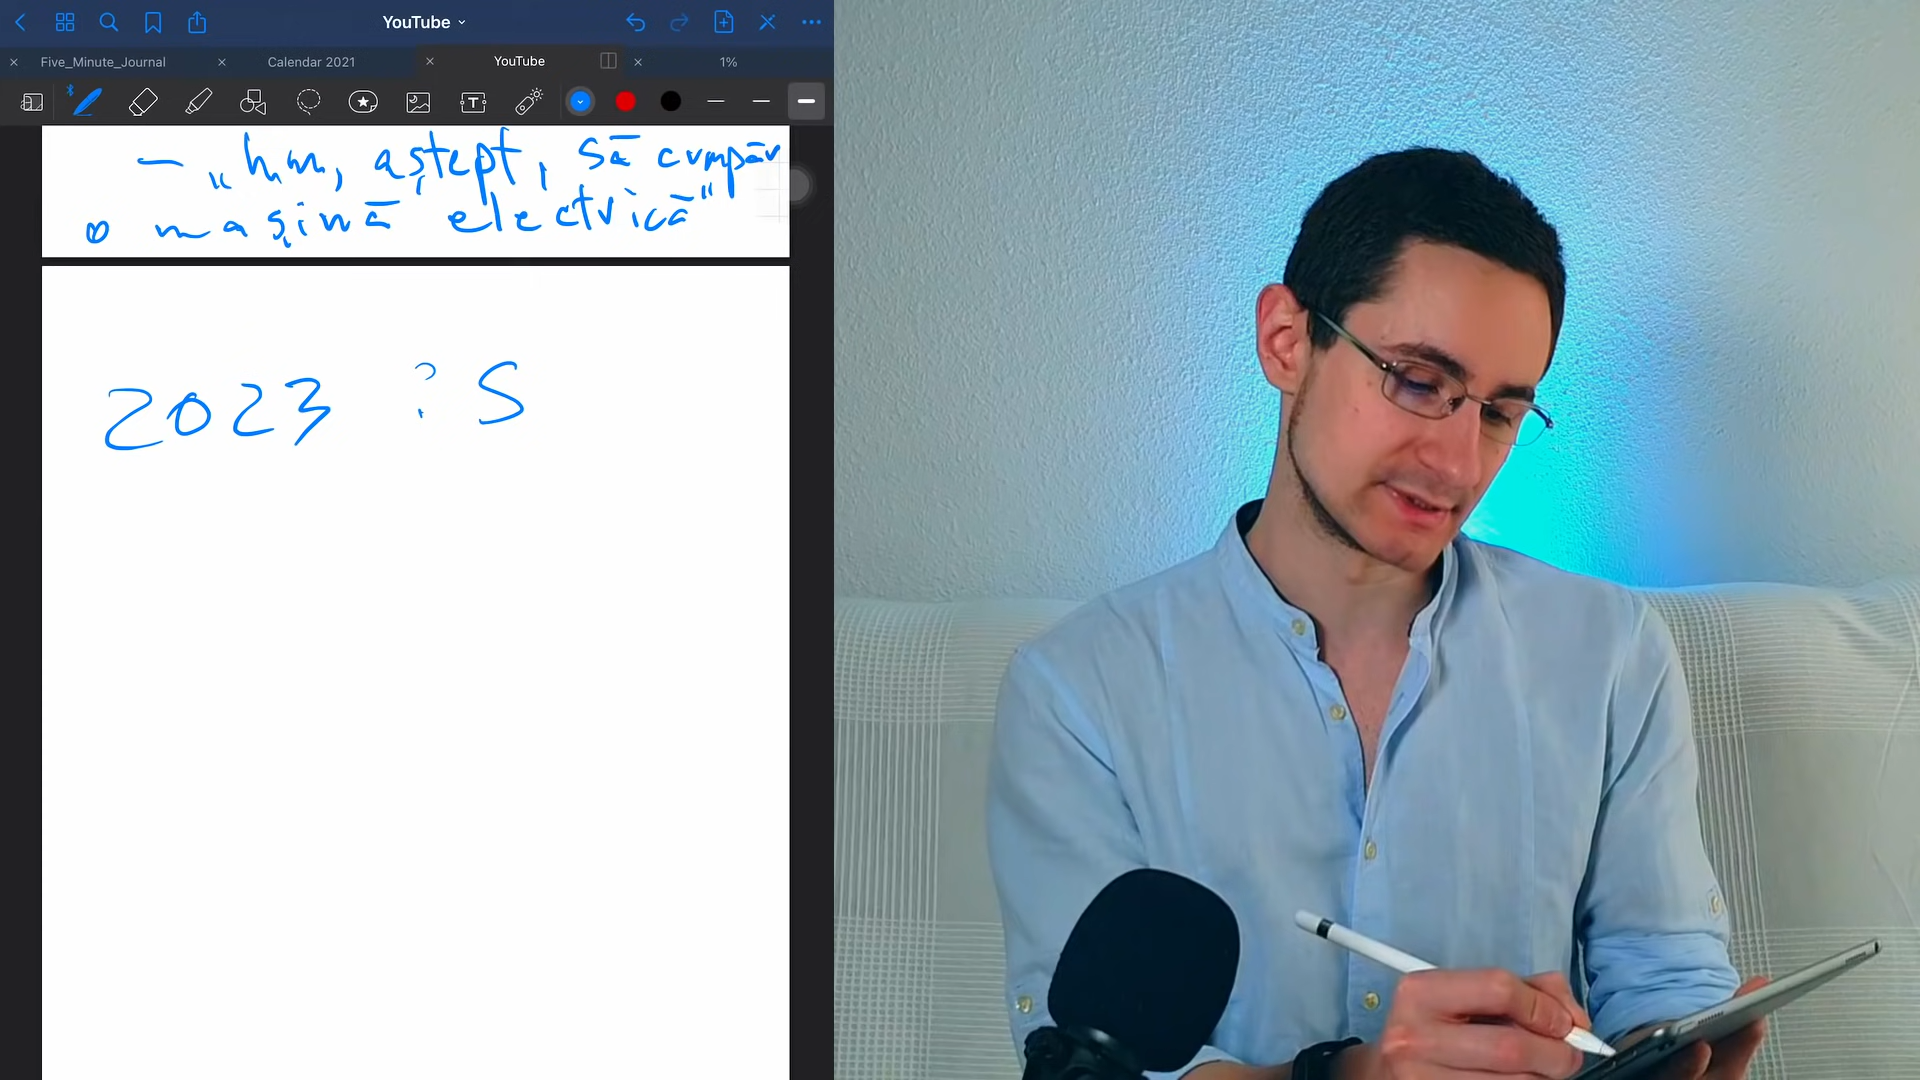 YouTube
Five_Minute_Journal
Calendar 2021
YouTube
1%
T
- „hm, aștept, să cumpăr
o mașină electrică"
2023 ? S